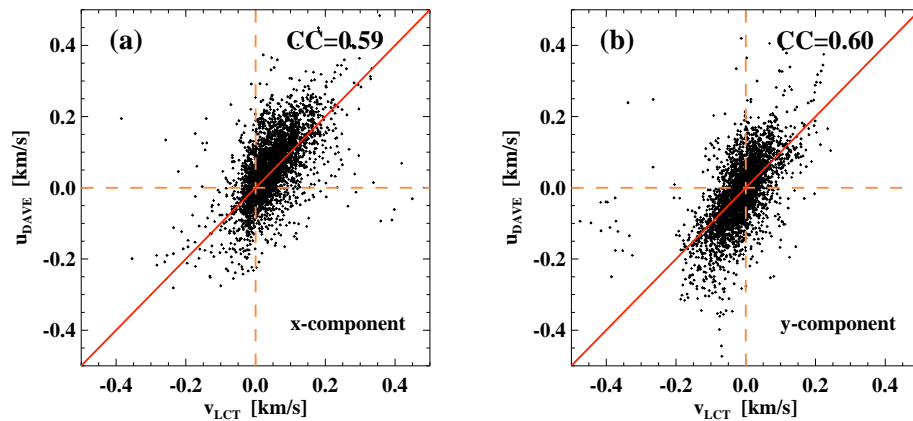 (a) CC=0.59
0.4
0.2
0.0
-0.2
-0.4
u_DAVE [km/s]
x-component
-0.4 -0.2 0.0 0.2 0.4
v_LCT [km/s]
(b) CC=0.60
0.4
0.2
0.0
-0.2
-0.4
u_DAVE [km/s]
y-component
-0.4 -0.2 0.0 0.2 0.4
v_LCT [km/s]